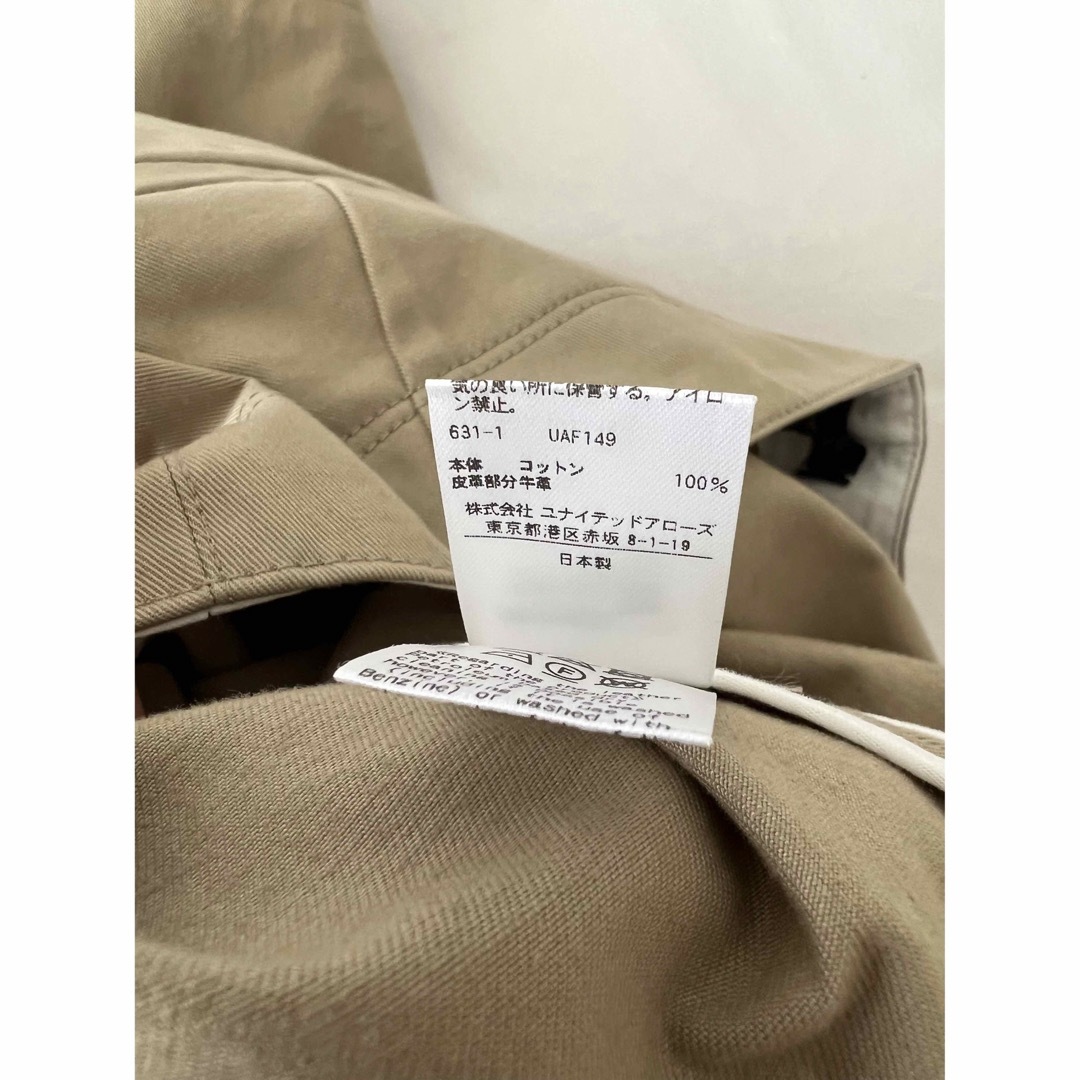 気の良い所に保管する。アイロ
ン禁止。
631-1 UAF149
本体 コットン 100%
皮革部分牛革
株式会社 ユナイテッドアローズ
東京都港区赤坂 8-1-19
日本製
F
the leather
Benzine) or washed with